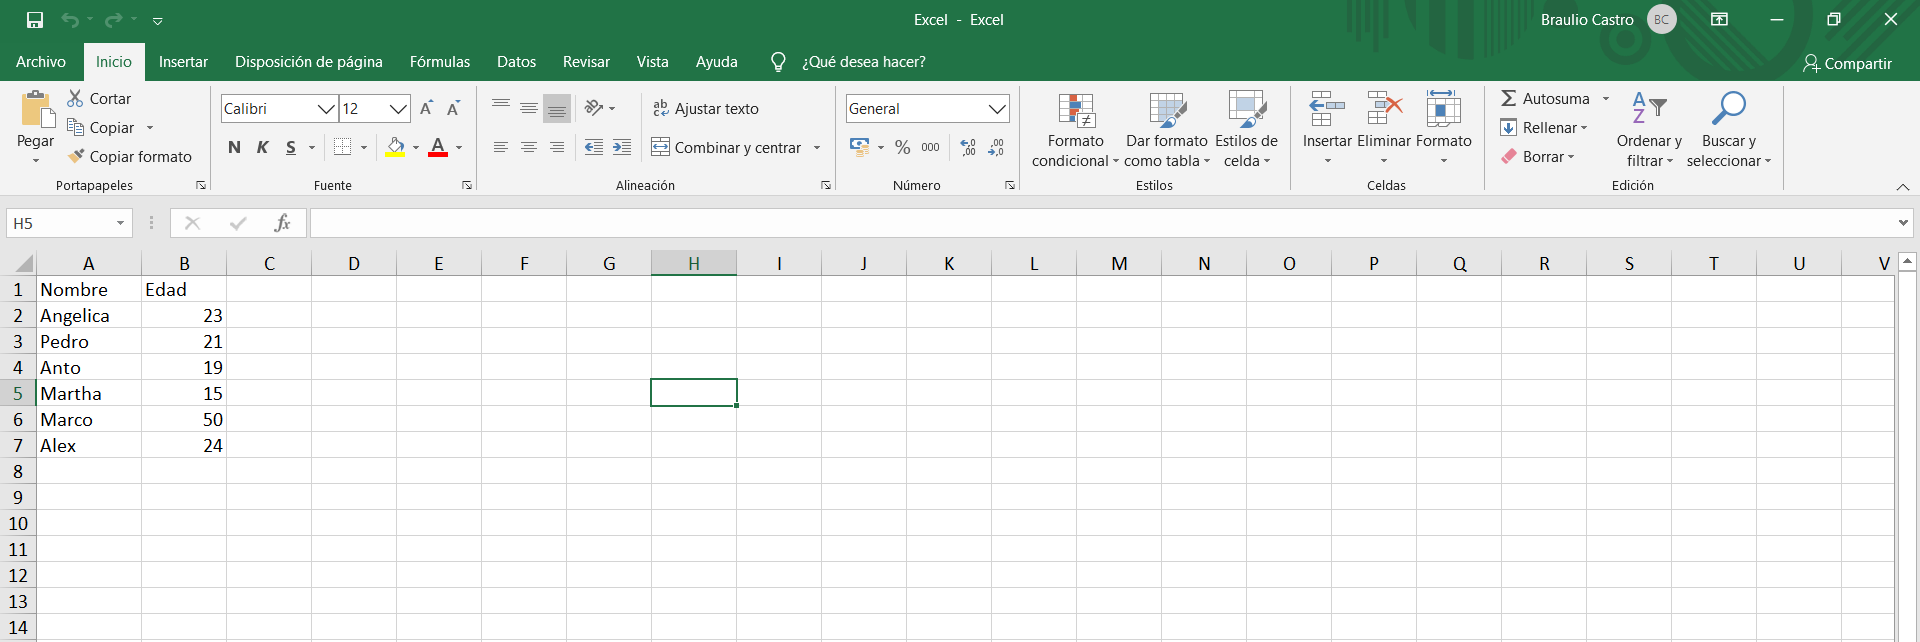 Excel - Excel
Braulio Castro BC
Archivo Inicio Insertar Disposición de página Fórmulas Datos Revisar Vista Ayuda ¿Qué desea hacer? Compartir
Pegar
Cortar
Copiar
Copiar formato
Portapapeles
Calibri 12
N K S A
Fuente
ab Ajustar texto
Combinar y centrar
Alineación
General
% 000
Número
Formato condicional
Dar formato como tabla
Estilos de celda
Estilos
Insertar Eliminar Formato
Celdas
Autosuma
Rellenar
Borrar
Ordenar y filtrar
Buscar y seleccionar
Edición
H5 fx
A B C D E F G H I J K L M N O P Q R S T U V
1 Nombre Edad
2 Angelica 23
3 Pedro 21
4 Anto 19
5 Martha 15
6 Marco 50
7 Alex 24
8
9
10
11
12
13
14